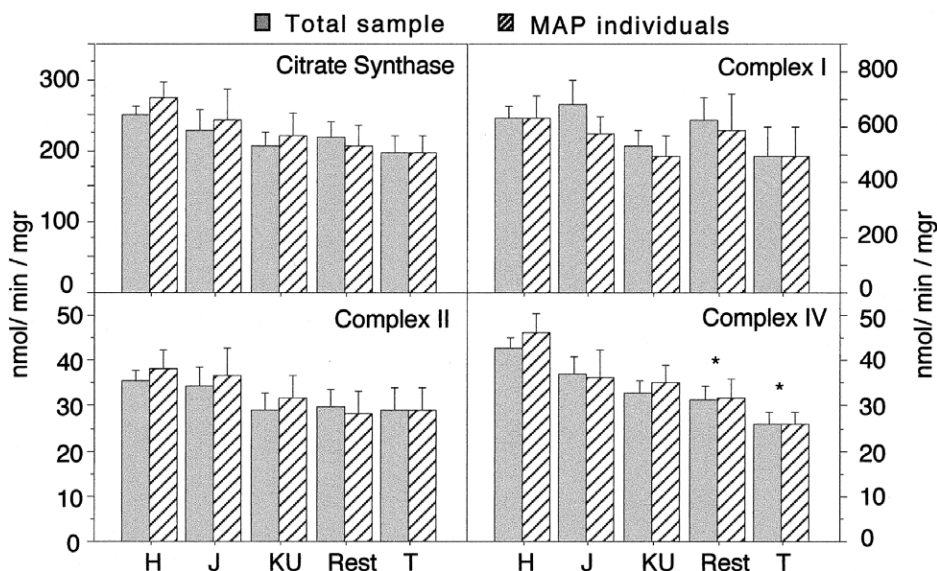 Total sample MAP individuals
Citrate Synthase
Complex I
300
200
100
0
800
600
400
200
0
nmol/ min / mgr
nmol/ min / mgr
Complex II
Complex IV
50
40
30
20
10
0
* *
50
40
30
20
10
0
H J KU Rest T
H J KU Rest T